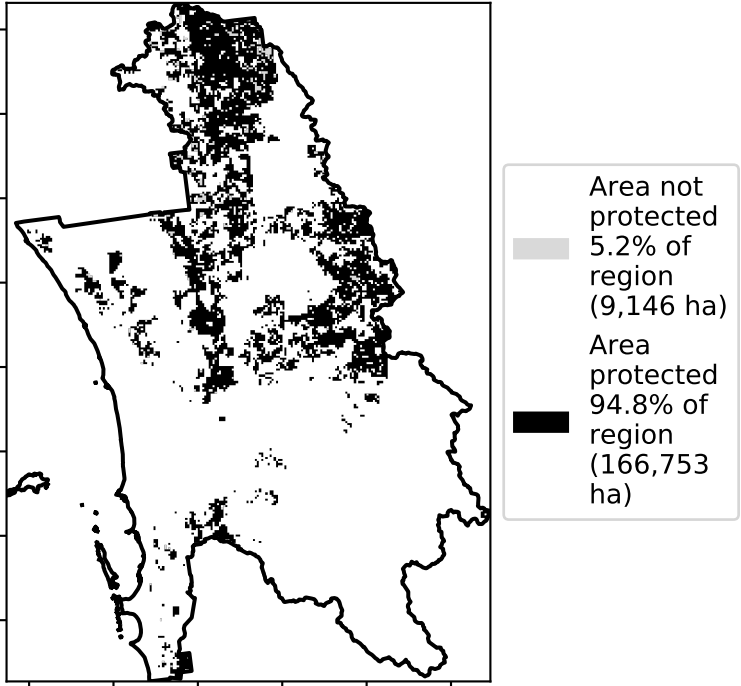 Area not
protected
5.2% of
region
(9,146 ha)
Area
protected
94.8% of
region
(166,753
ha)